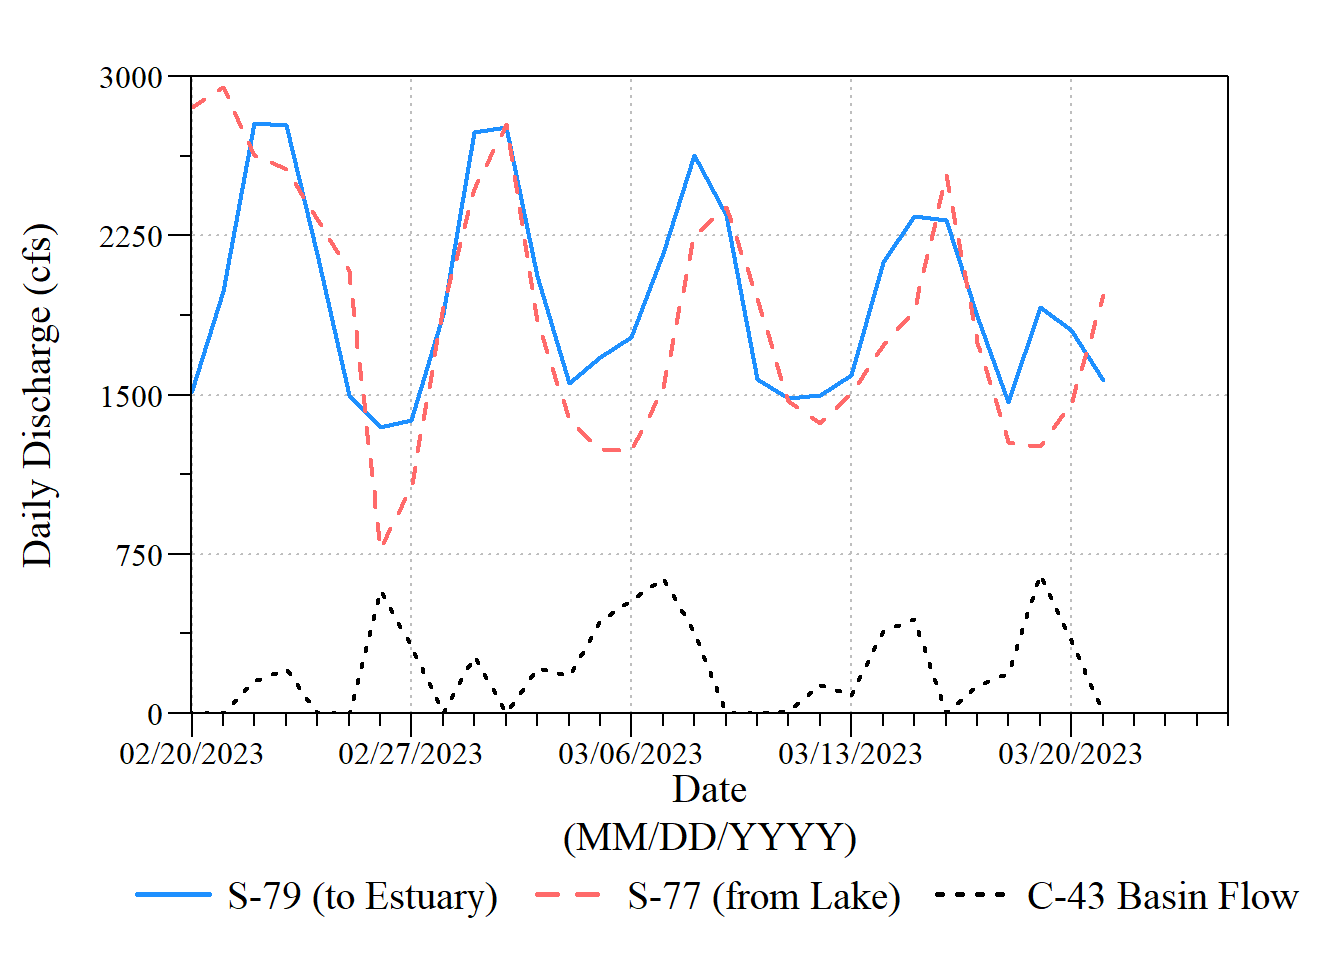 3000
2250
1500
750
0
Daily Discharge (cfs)
02/20/2023 02/27/2023 03/06/2023 03/13/2023 03/20/2023
Date
(MM/DD/YYYY)
S-79 (to Estuary) S-77 (from Lake) C-43 Basin Flow